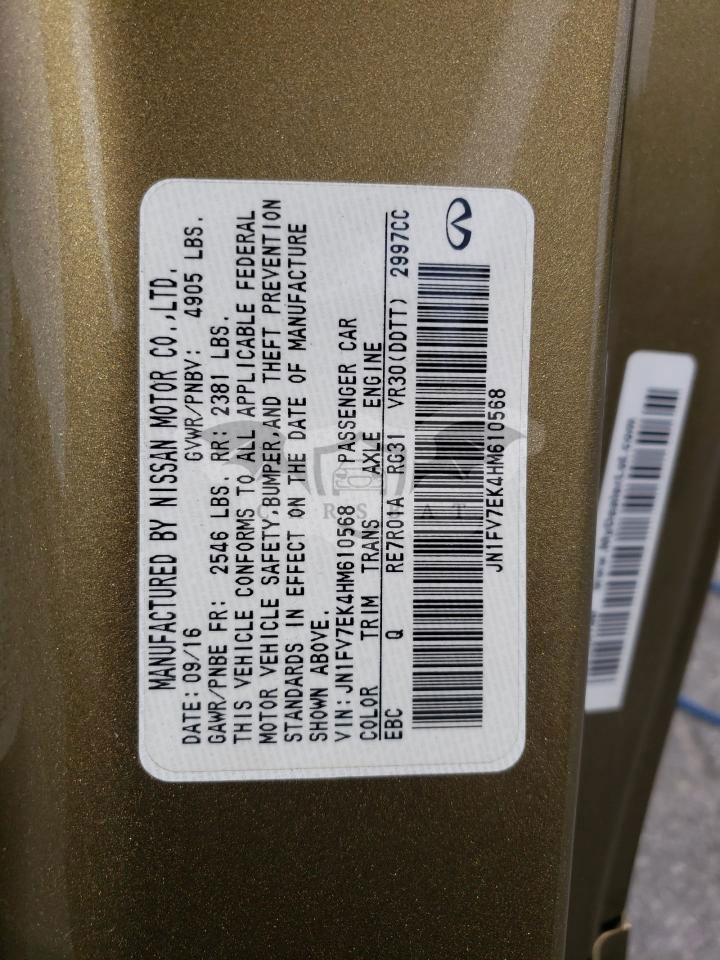 MANUFACTURED BY NISSAN MOTOR CO.,LTD.
DATE: 09/16 GVWR/PNBV: 4905 LBS.
GAWR/PNBE FR: 2546 LBS. RR: 2381 LBS.
THIS VEHICLE CONFORMS TO ALL APPLICABLE FEDERAL
MOTOR VEHICLE SAFETY,BUMPER,AND THEFT PREVENTION
STANDARDS IN EFFECT ON THE DATE OF MANUFACTURE
SHOWN ABOVE.
VIN:JN1FV7EK4HM610568 PASSENGER CAR
COLOR TRIM TRANS AXLE ENGINE
EBC Q RE7R01A RG31 VR30(DDTT) 2997CC
JN1FV7EK4HM610568